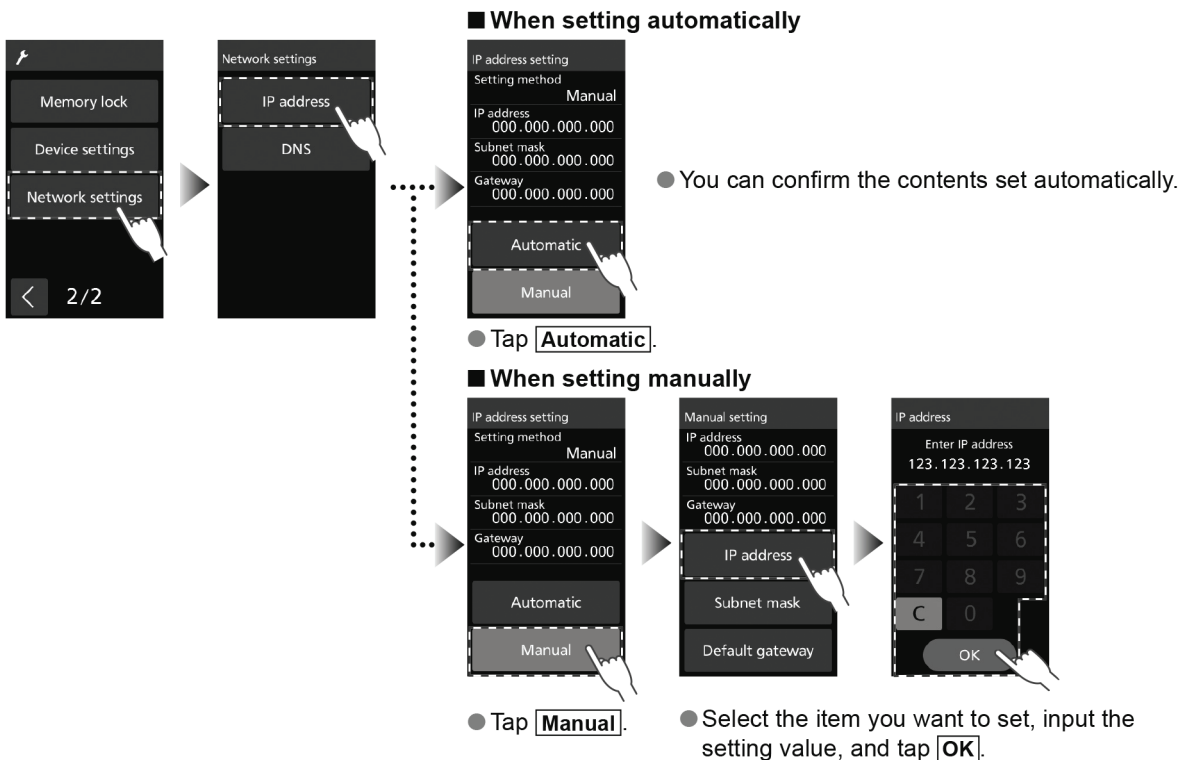 Memory lock
Device settings
Network settings
2/2
Network settings
IP address
DNS
■ When setting automatically
IP address setting
Setting method
Manual
IP address
000.000.000.000
Subnet mask
000.000.000.000
Gateway
000.000.000.000
Automatic
Manual
● You can confirm the contents set automatically.
● Tap Automatic.
■ When setting manually
IP address setting
Setting method
Manual
IP address
000.000.000.000
Subnet mask
000.000.000.000
Gateway
000.000.000.000
Automatic
Manual
● Tap Manual.
Manual setting
IP address
000.000.000.000
Subnet mask
000.000.000.000
Gateway
000.000.000.000
IP address
Subnet mask
Default gateway
IP address
Enter IP address
123.123.123.123
1 2 3
4 5 6
7 8 9
C 0
OK
● Select the item you want to set, input the
setting value, and tap OK.